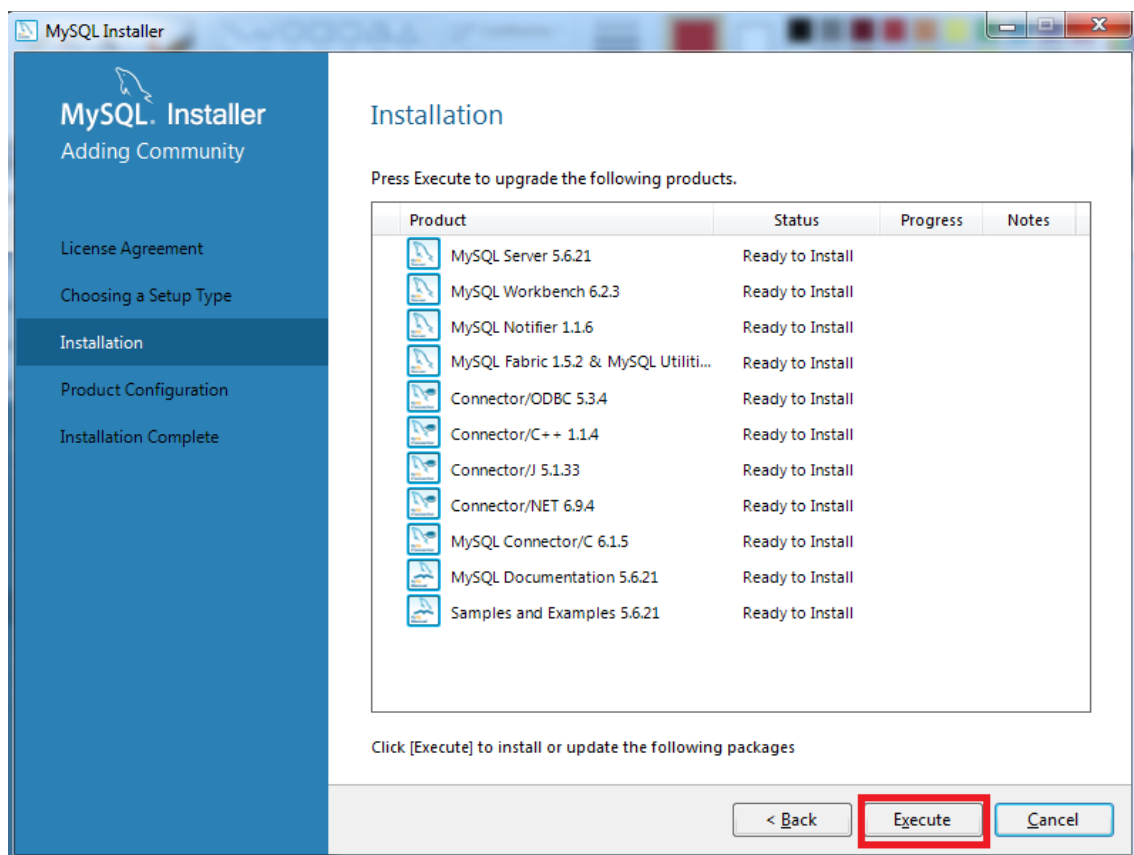 MySQL Installer
MySQL. Installer
Adding Community
License Agreement
Choosing a Setup Type
Installation
Product Configuration
Installation Complete
Installation
Press Execute to upgrade the following products.
Product Status Progress Notes
MySQL Server 5.6.21 Ready to Install
MySQL Workbench 6.2.3 Ready to Install
MySQL Notifier 1.1.6 Ready to Install
MySQL Fabric 1.5.2 & MySQL Utiliti... Ready to Install
Connector/ODBC 5.3.4 Ready to Install
Connector/C++ 1.1.4 Ready to Install
Connector/J 5.1.33 Ready to Install
Connector/NET 6.9.4 Ready to Install
MySQL Connector/C 6.1.5 Ready to Install
MySQL Documentation 5.6.21 Ready to Install
Samples and Examples 5.6.21 Ready to Install
Click [Execute] to install or update the following packages
< Back Execute Cancel